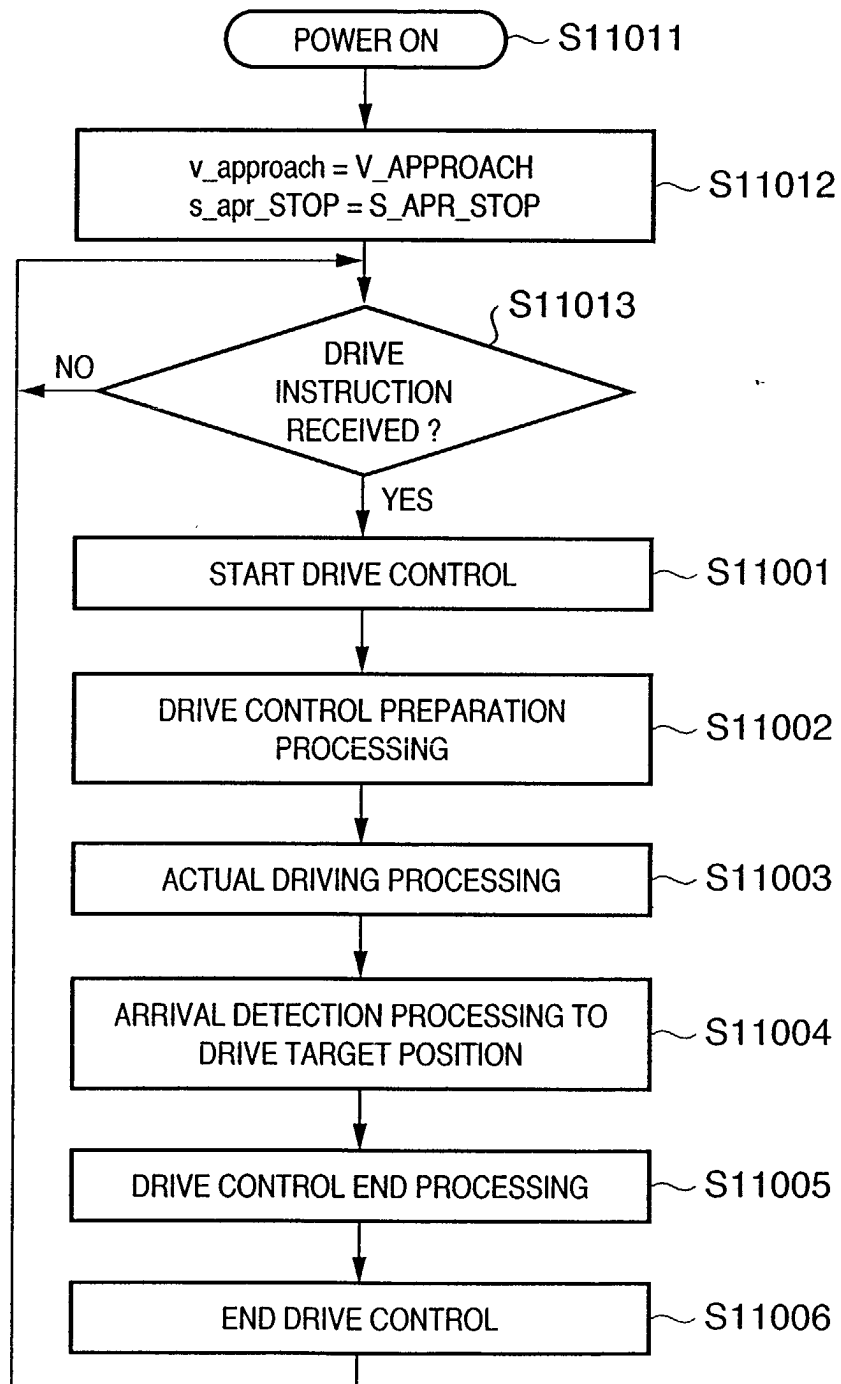 POWER ON
S11011
v_approach = V_APPROACH
s_apr_STOP = S_APR_STOP
S11012
S11013
DRIVE
INSTRUCTION
RECEIVED ?
NO
YES
START DRIVE CONTROL
S11001
DRIVE CONTROL PREPARATION
PROCESSING
S11002
ACTUAL DRIVING PROCESSING
S11003
ARRIVAL DETECTION PROCESSING TO
DRIVE TARGET POSITION
S11004
DRIVE CONTROL END PROCESSING
S11005
END DRIVE CONTROL
S11006